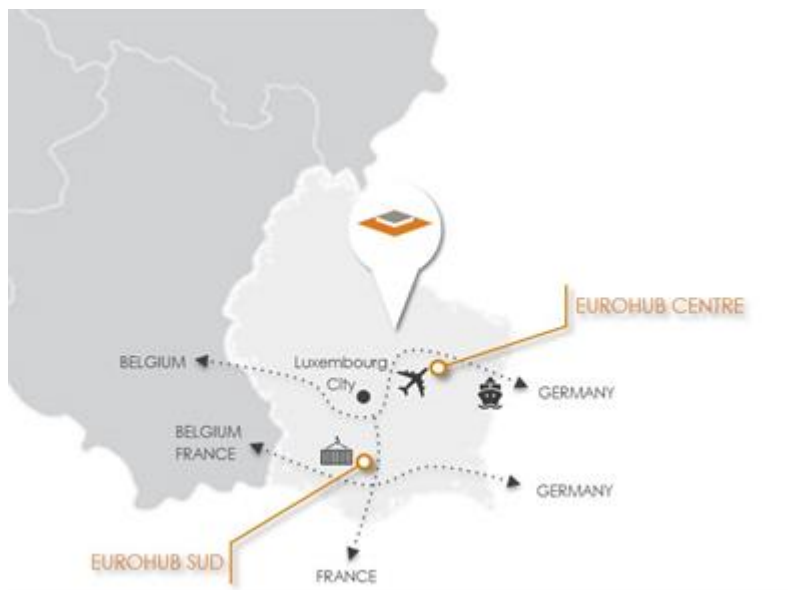 EUROHUB CENTRE
BELGIUM
Luxembourg
City
GERMANY
BELGIUM
FRANCE
GERMANY
EUROHUB SUD
FRANCE